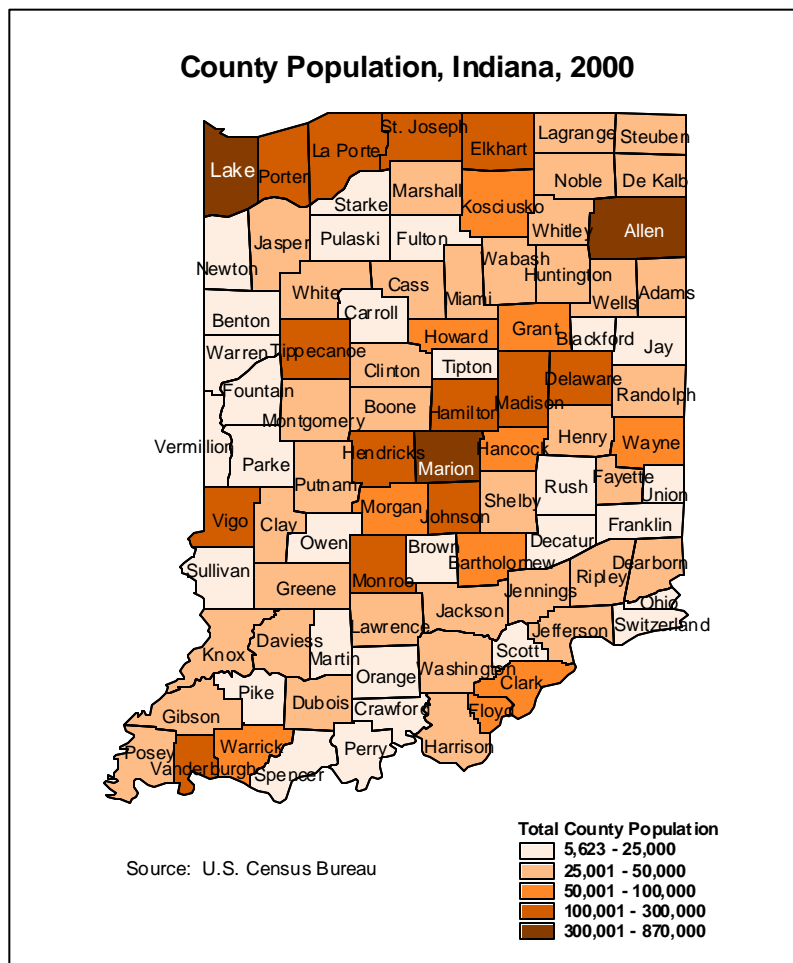 County Population, Indiana, 2000
St. Joseph
Lagrange
Steuben
La Porte
Elkhart
Lake
Porter
Noble
De Kalb
Marshall
Starke
Kosciusko
Whitley
Allen
Jasper
Pulaski
Fulton
Wabash
Newton
Huntington
Cass
White
Miami
Wells
Adams
Carroll
Benton
Howard
Grant
Blackford
Jay
Warren
Tippecanoe
Tipton
Clinton
Delaware
Fountain
Madison
Randolph
Boone
Hamilton
Montgomery
Henry
Wayne
Vermillion
Hendricks
Hancock
Parke
Marion
Putnam
Fayette
Rush
Union
Shelby
Morgan
Vigo
Clay
Johnson
Franklin
Owen
Brown
Decatur
Bartholomew
Dearborn
Sullivan
Monroe
Ripley
Greene
Jennings
Jackson
Ohio
Lawrence
Jefferson
Switzerland
Daviess
Knox
Martin
Scott
Orange
Washington
Clark
Pike
Dubois
Crawford
Floyd
Gibson
Harrison
Posey
Warrick
Perry
Vanderburgh
Spencer
Total County Population
5,623 - 25,000
25,001 - 50,000
50,001 - 100,000
100,001 - 300,000
300,001 - 870,000
Source: U.S. Census Bureau